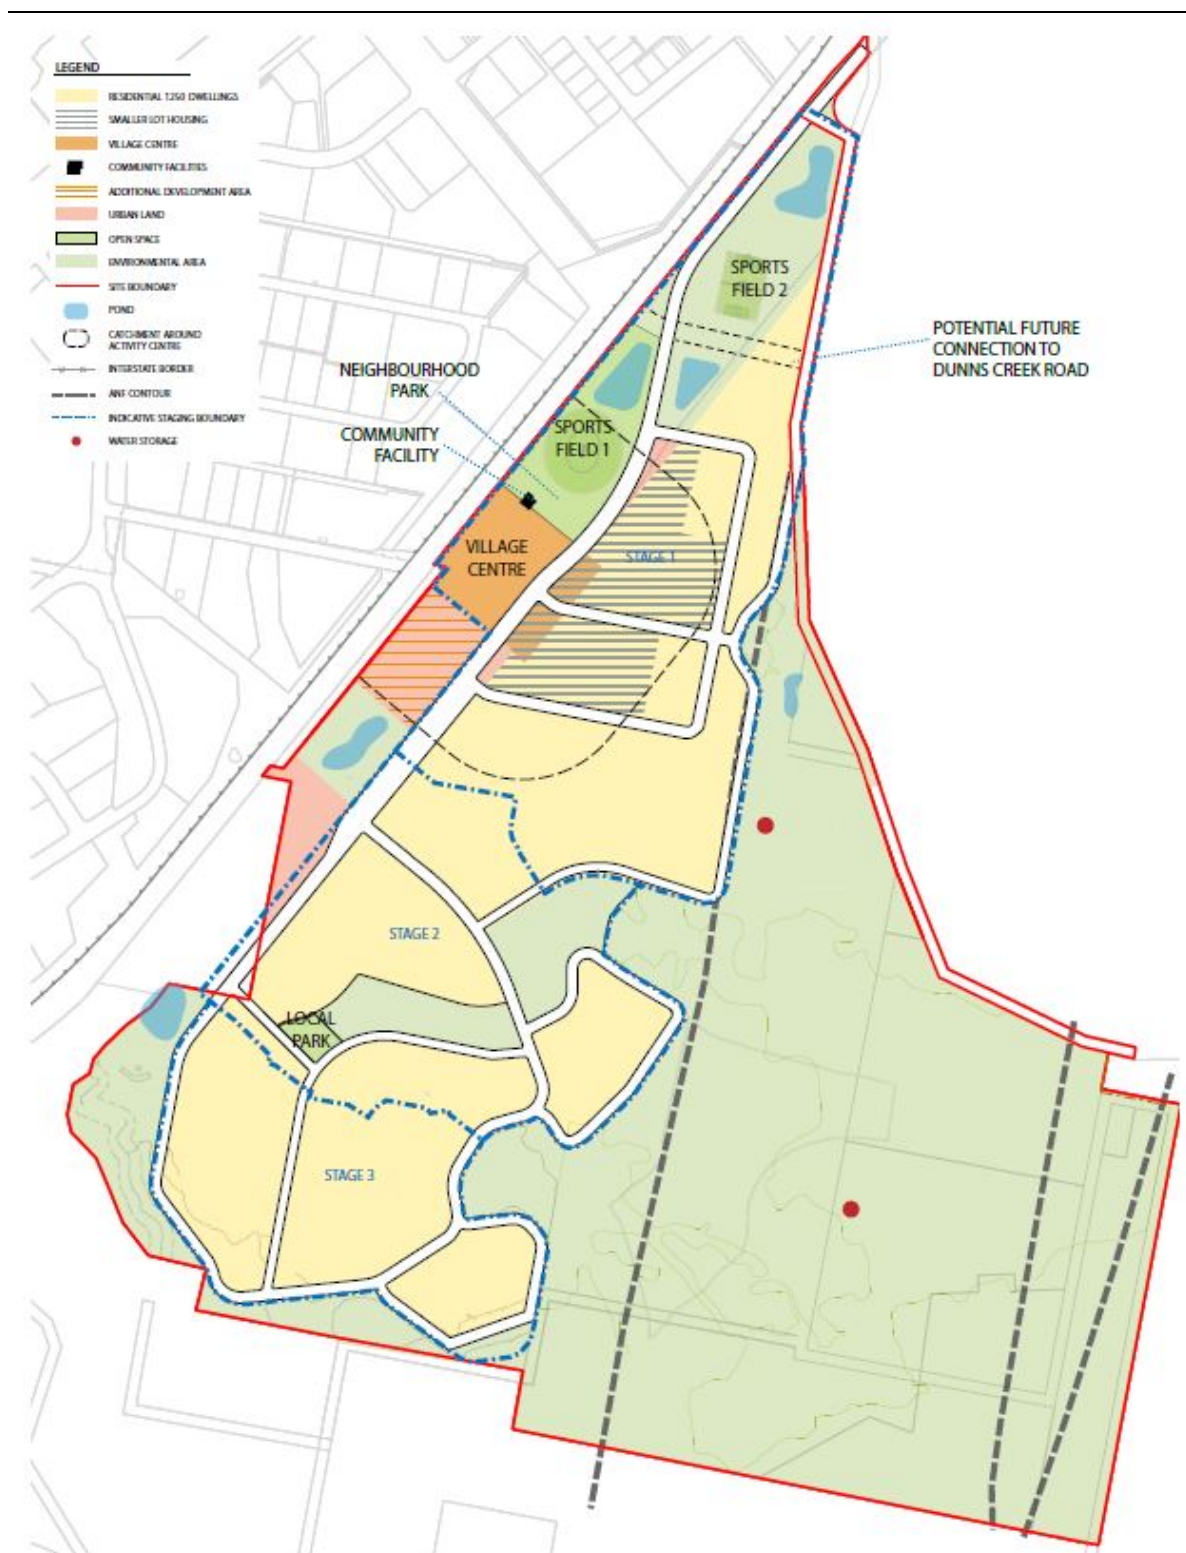 LEGEND
RESIDENTIAL 1250 DWELLINGS
SMALLER LOT HOUSING
VILLAGE CENTRE
COMMUNITY FACILITIES
ADDITIONAL DEVELOPMENT AREA
URBAN LAND
OPEN SPACE
ENVIRONMENTAL AREA
SITE BOUNDARY
POND
CATCHMENT AROUND
ACTIVITY CENTRE
INTERSTATE BORDER
ANEF CONTOUR
INDICATIVE STAGING BOUNDARY
WATER STORAGE
SPORTS
FIELD 2
POTENTIAL FUTURE
CONNECTION TO
DUNNS CREEK ROAD
NEIGHBOURHOOD
PARK
COMMUNITY
FACILITY
SPORTS
FIELD 1
VILLAGE
CENTRE
STAGE 1
STAGE 2
LOCAL
PARK
STAGE 3